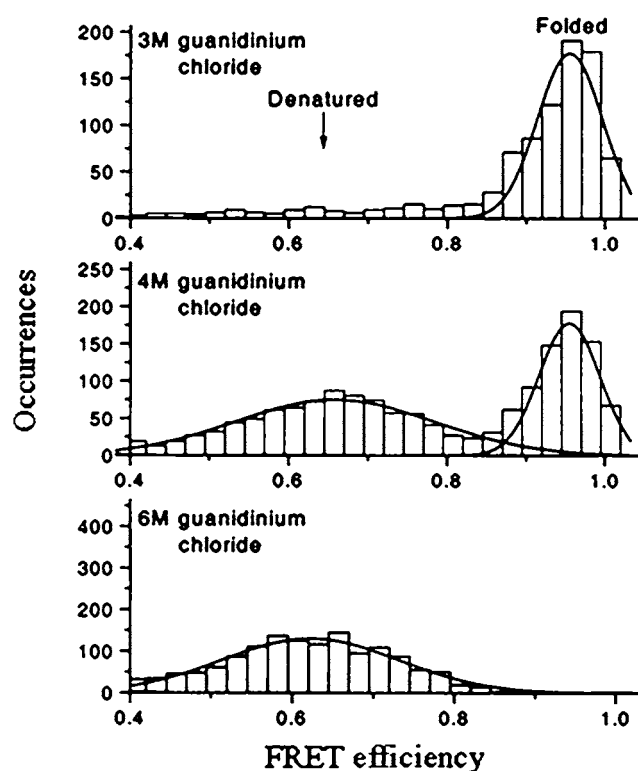 200
150
100
50
0
3M guanidinium
chloride
Denatured
Folded
0.4
0.6
0.8
1.0
250
200
150
100
50
0
4M guanidinium
chloride
0.4
0.6
0.8
1.0
Occurrences
400
300
200
100
0
6M guanidinium
chloride
0.4
0.6
0.8
1.0
FRET efficiency